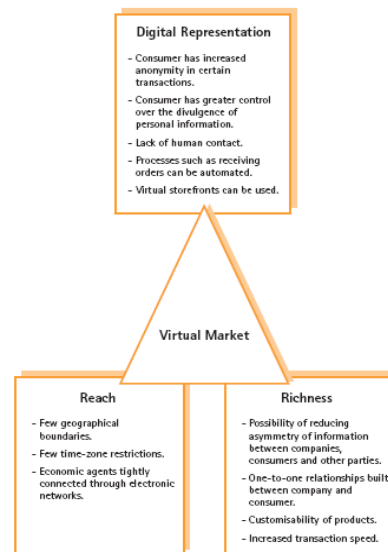 Digital Representation
– Consumer has increased
anonymity in certain
transactions.
– Consumer has greater control
over the divulgence of
personal information.
– Lack of human contact.
– Processes such as receiving
orders can be automated.
– Virtual storefronts can be used.
Virtual Market
Reach
– Few geographical
boundaries.
– Few time-zone restrictions.
– Economic agents tightly
connected through electronic
networks.
Richness
– Possibility of reducing
asymmetry of information
between companies,
consumers and other parties.
– One-to-one relationships built
between company and
consumer.
– Customisability of products.
– Increased transaction speed.